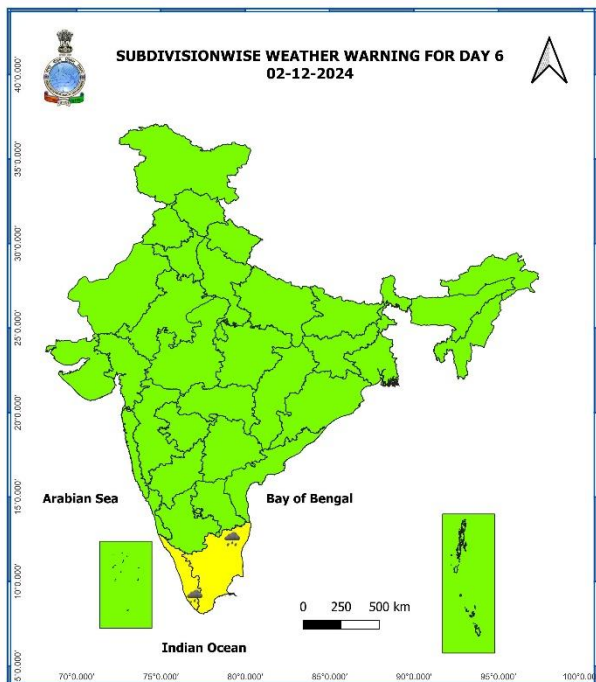 SUBDIVISIONWISE WEATHER WARNING FOR DAY 6
02-12-2024
40°0.000'
35°0.000'
30°0.000'
25°0.000'
20°0.000'
15°0.000'
10°0.000'
5°0.000'
Arabian Sea
Bay of Bengal
0 250 500 km
Indian Ocean
70°0.000' 75°0.000' 80°0.000' 85°0.000' 90°0.000' 95°0.000' 100°0.000'